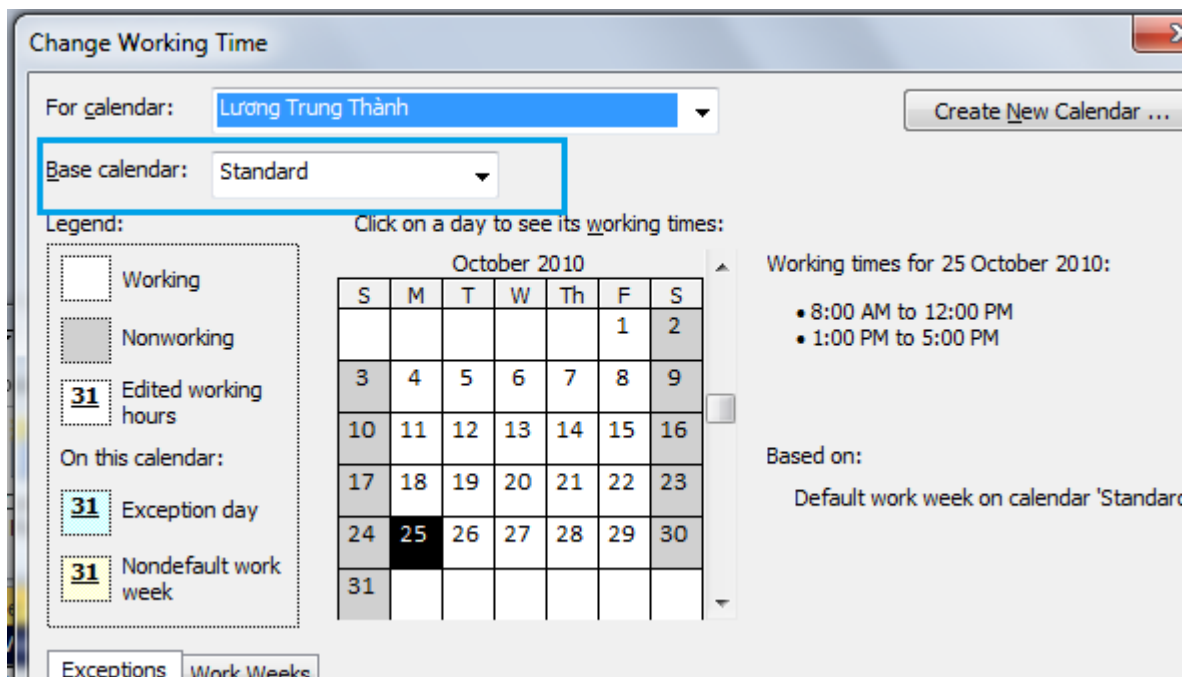 Change Working Time
For calendar: Lương Trung Thành Create New Calendar ...
Base calendar: Standard
Legend: Click on a day to see its working times:
October 2010 Working times for 25 October 2010:
Working
S M T W Th F S
1 2 • 8:00 AM to 12:00 PM
Nonworking • 1:00 PM to 5:00 PM
3 4 5 6 7 8 9
31 Edited working
hours
10 11 12 13 14 15 16
On this calendar: Based on:
17 18 19 20 21 22 23
31 Exception day Default work week on calendar 'Standard
24 25 26 27 28 29 30
31 Nondefault work
week
31
Exceptions Work Weeks